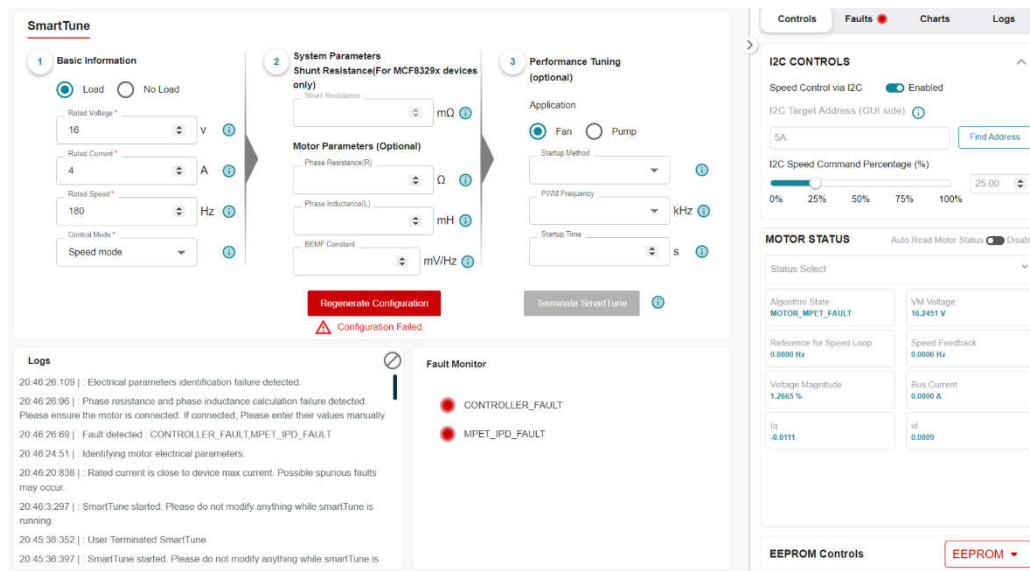 SmartTune
1
Basic Information
Load
No Load
Rated Voltage *
16
v
Rated Current *
4
A
Rated Speed *
180
Hz
Control Mode *
Speed mode
2
System Parameters
Shunt Resistance(For MCF8329x devices
only)
Shunt Resistance
mΩ
Motor Parameters (Optional)
Phase Resistance(R)
Ω
Phase Inductance(L)
mH
BEMF Constant
mV/Hz
Regenerate Configuration
Configuration Failed.
3
Performance Tuning
(optional)
Application
Fan
Pump
Startup Method
PWM Frequency
kHz
Startup Time
s
Terminate SmartTune
Logs
20:46:26:109 | : Electrical parameters identification failure detected.
20:46:26:96 | : Phase resistance and phase inductance calculation failure detected.
Please ensure the motor is connected. If connected, Please enter their values manually.
20:46:26:69 | : Fault detected : CONTROLLER_FAULT,MPET_IPD_FAULT
20:46:24:51 | : Identifying motor electrical parameters.
20:46:20:838 | : Rated current is close to device max current. Possible spurious faults
may occur.
20:46:3:297 | : SmartTune started. Please do not modify anything while smartTune is
running.
20:45:38:352 | : User Terminated SmartTune
20:45:36:397 | : SmartTune started. Please do not modify anything while smartTune is
Fault Monitor
CONTROLLER_FAULT
MPET_IPD_FAULT
Controls
Faults
Charts
Logs
I2C CONTROLS
Speed Control via I2C
Enabled
I2C Target Address (GUI side)
5A
Find Address
I2C Speed Command Percentage (%)
25.00
0% 25% 50% 75% 100%
MOTOR STATUS
Auto Read Motor Status
Disabl
Status Select
Algorithm State
MOTOR_MPET_FAULT
VM Voltage
16.2451 V
Reference for Speed Loop
0.0000 Hz
Speed Feedback
0.0000 Hz
Voltage Magnitude
1.2665 %
Bus Current
0.0000 A
Iq
-0.0111
id
0.0009
EEPROM Controls
EEPROM